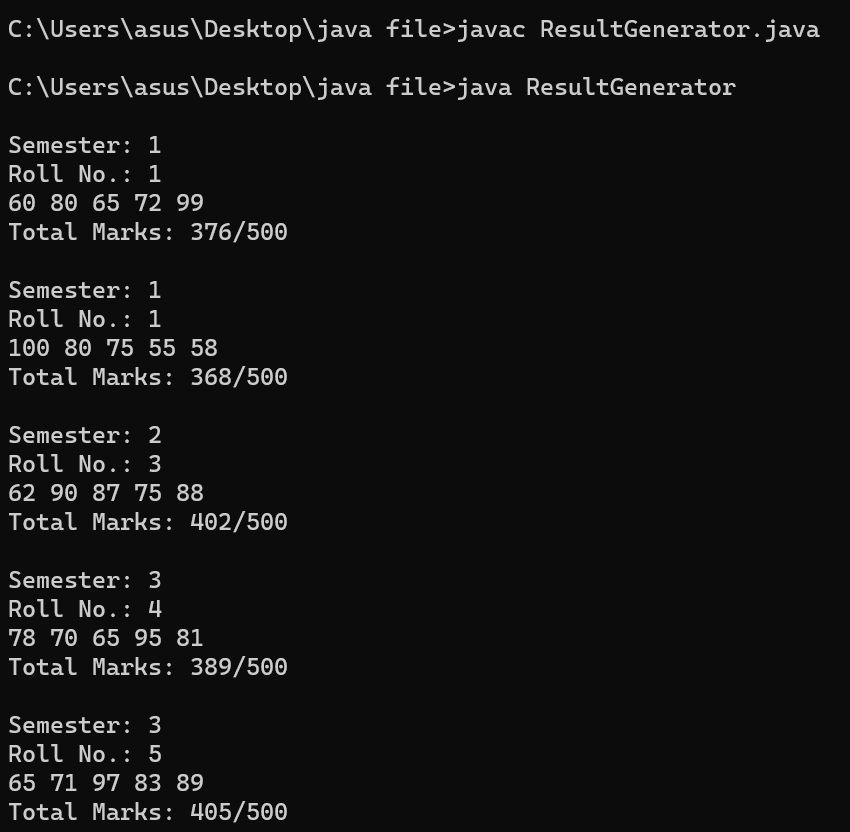 C:\Users\asus\Desktop\java file>javac ResultGenerator.java
C:\Users\asus\Desktop\java file>java ResultGenerator
Semester: 1
Roll No.: 1
60 80 65 72 99
Total Marks: 376/500
Semester: 1
Roll No.: 1
100 80 75 55 58
Total Marks: 368/500
Semester: 2
Roll No.: 3
62 90 87 75 88
Total Marks: 402/500
Semester: 3
Roll No.: 4
78 70 65 95 81
Total Marks: 389/500
Semester: 3
Roll No.: 5
65 71 97 83 89
Total Marks: 405/500